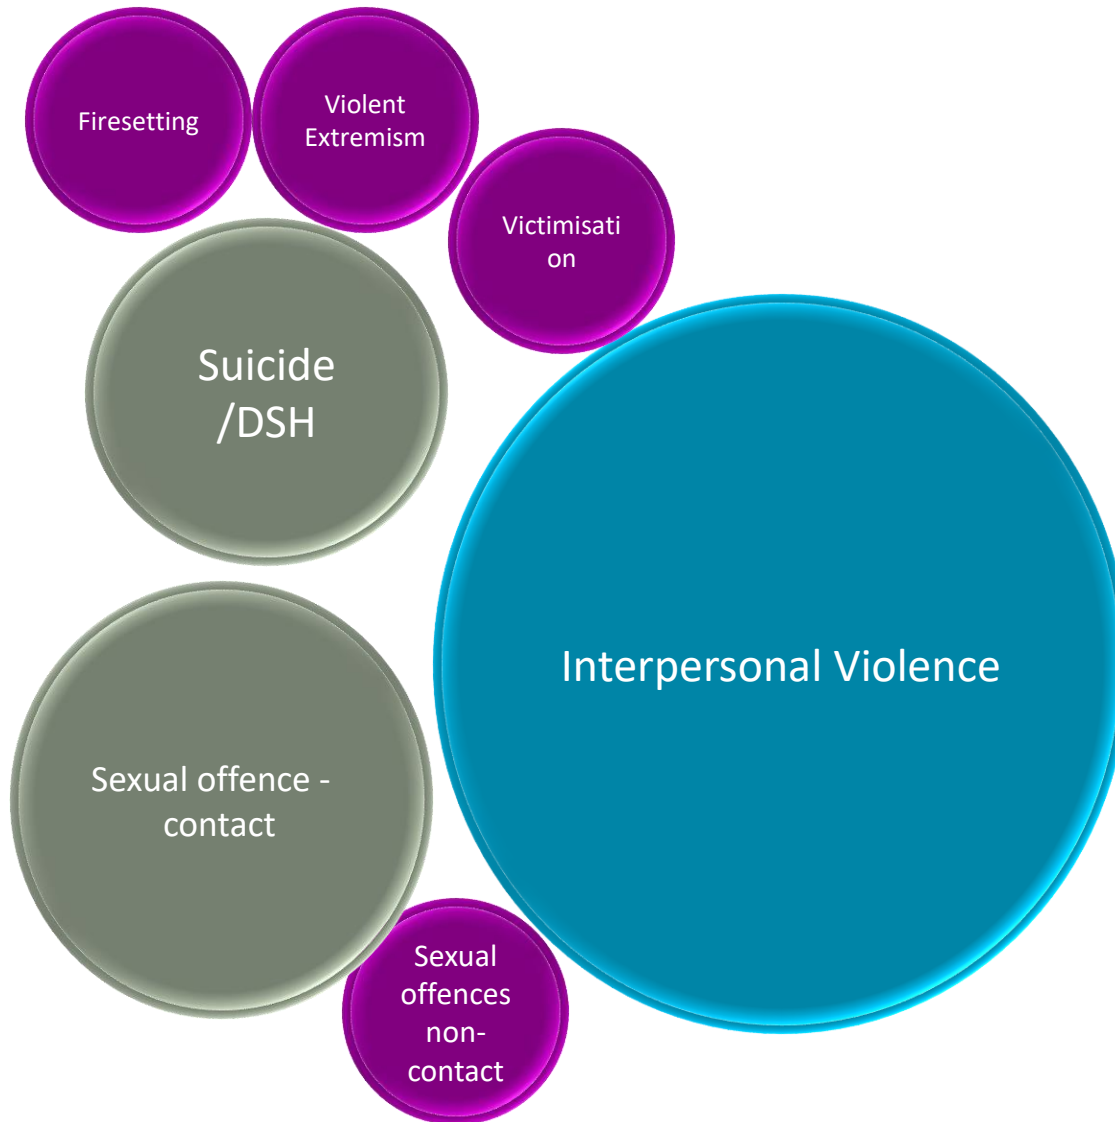 Firesetting
Violent
Extremism
Victimisati
on
Suicide
/DSH
Interpersonal Violence
Sexual offence -
contact
Sexual
offences
non-
contact